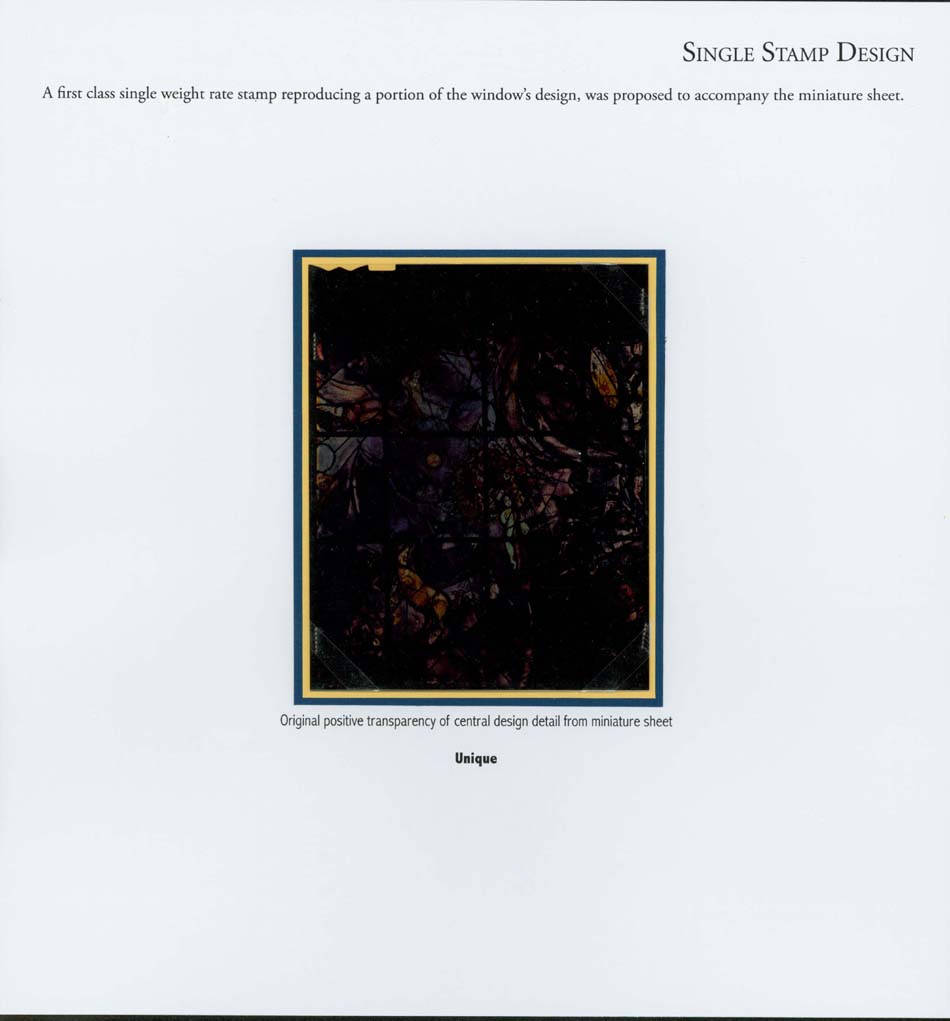 SINGLE STAMP DESIGN
A first class single weight rate stamp reproducing a portion of the window's design, was proposed to accompany the miniature sheet.
Original positive transparency of central design detail from miniature sheet
Unique